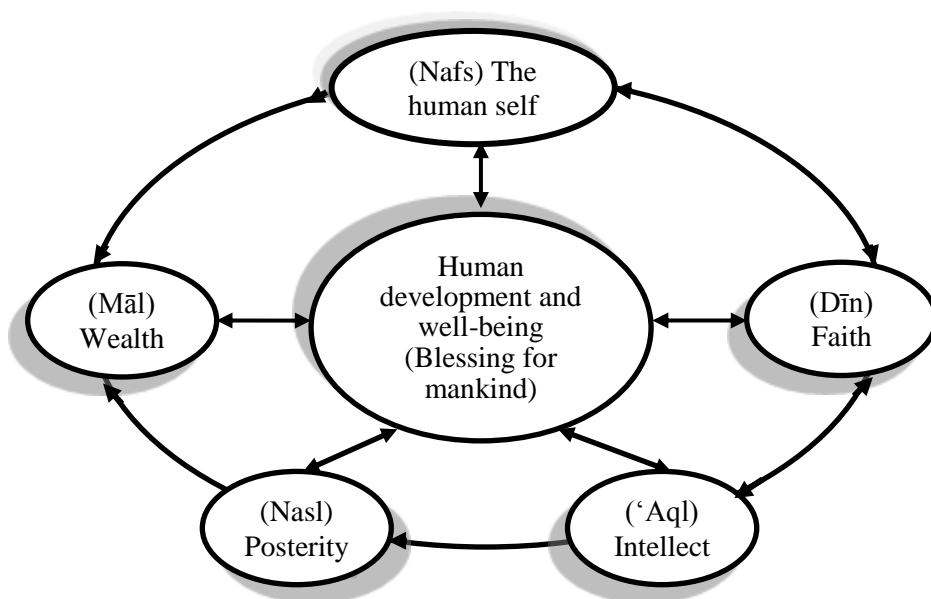 (Nafs) The
human self
Human
development and
well-being
(Blessing for
mankind)
(Māl)
Wealth
(Dīn)
Faith
(Nasl)
Posterity
(‘Aql)
Intellect